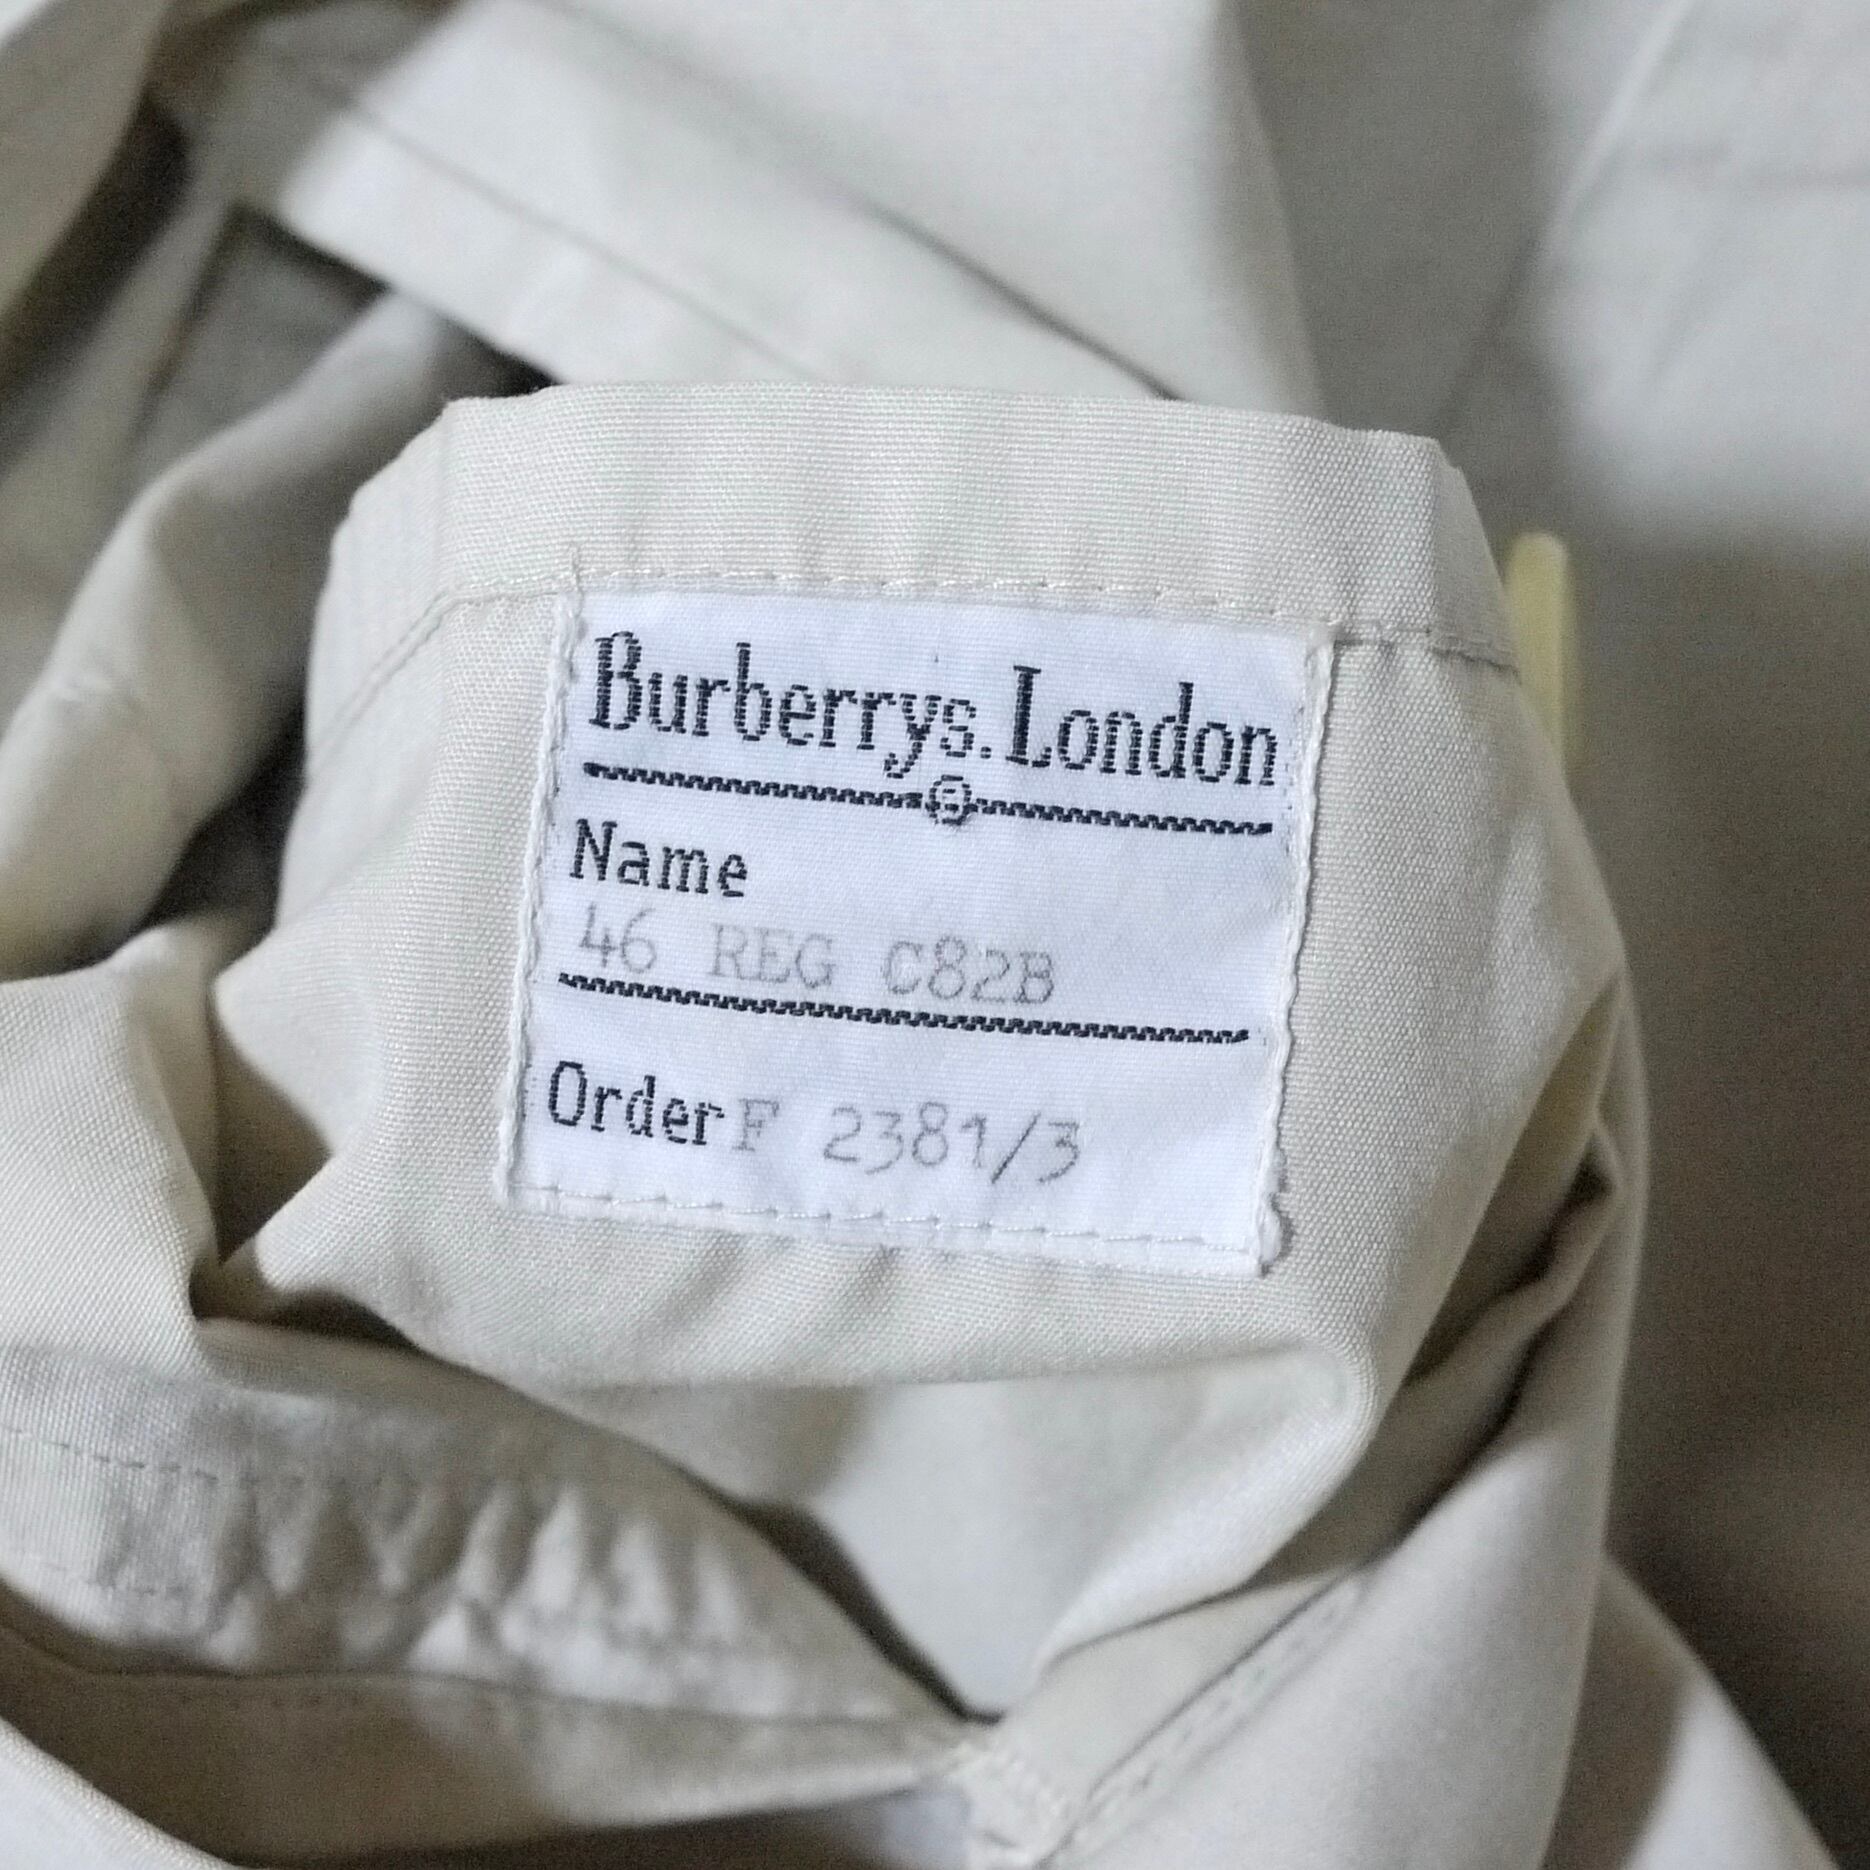 Burberrys. London
Name
46 REG C82B
Order F 2381/3